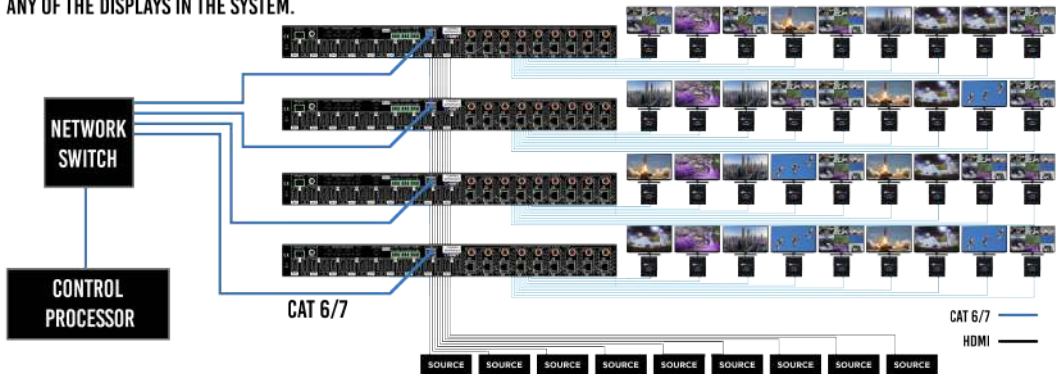 ANY OF THE DISPLAYS IN THE SYSTEM.
NETWORK
SWITCH
CONTROL
PROCESSOR
CAT 6/7
CAT 6/7
HDMI
SOURCE SOURCE SOURCE SOURCE SOURCE SOURCE SOURCE SOURCE SOURCE